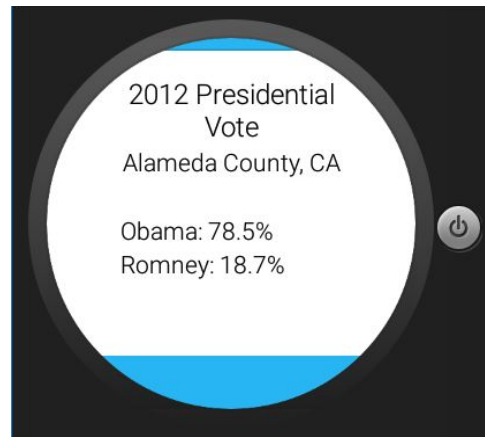 2012 Presidential
Vote
Alameda County, CA
Obama: 78.5%
Romney: 18.7%